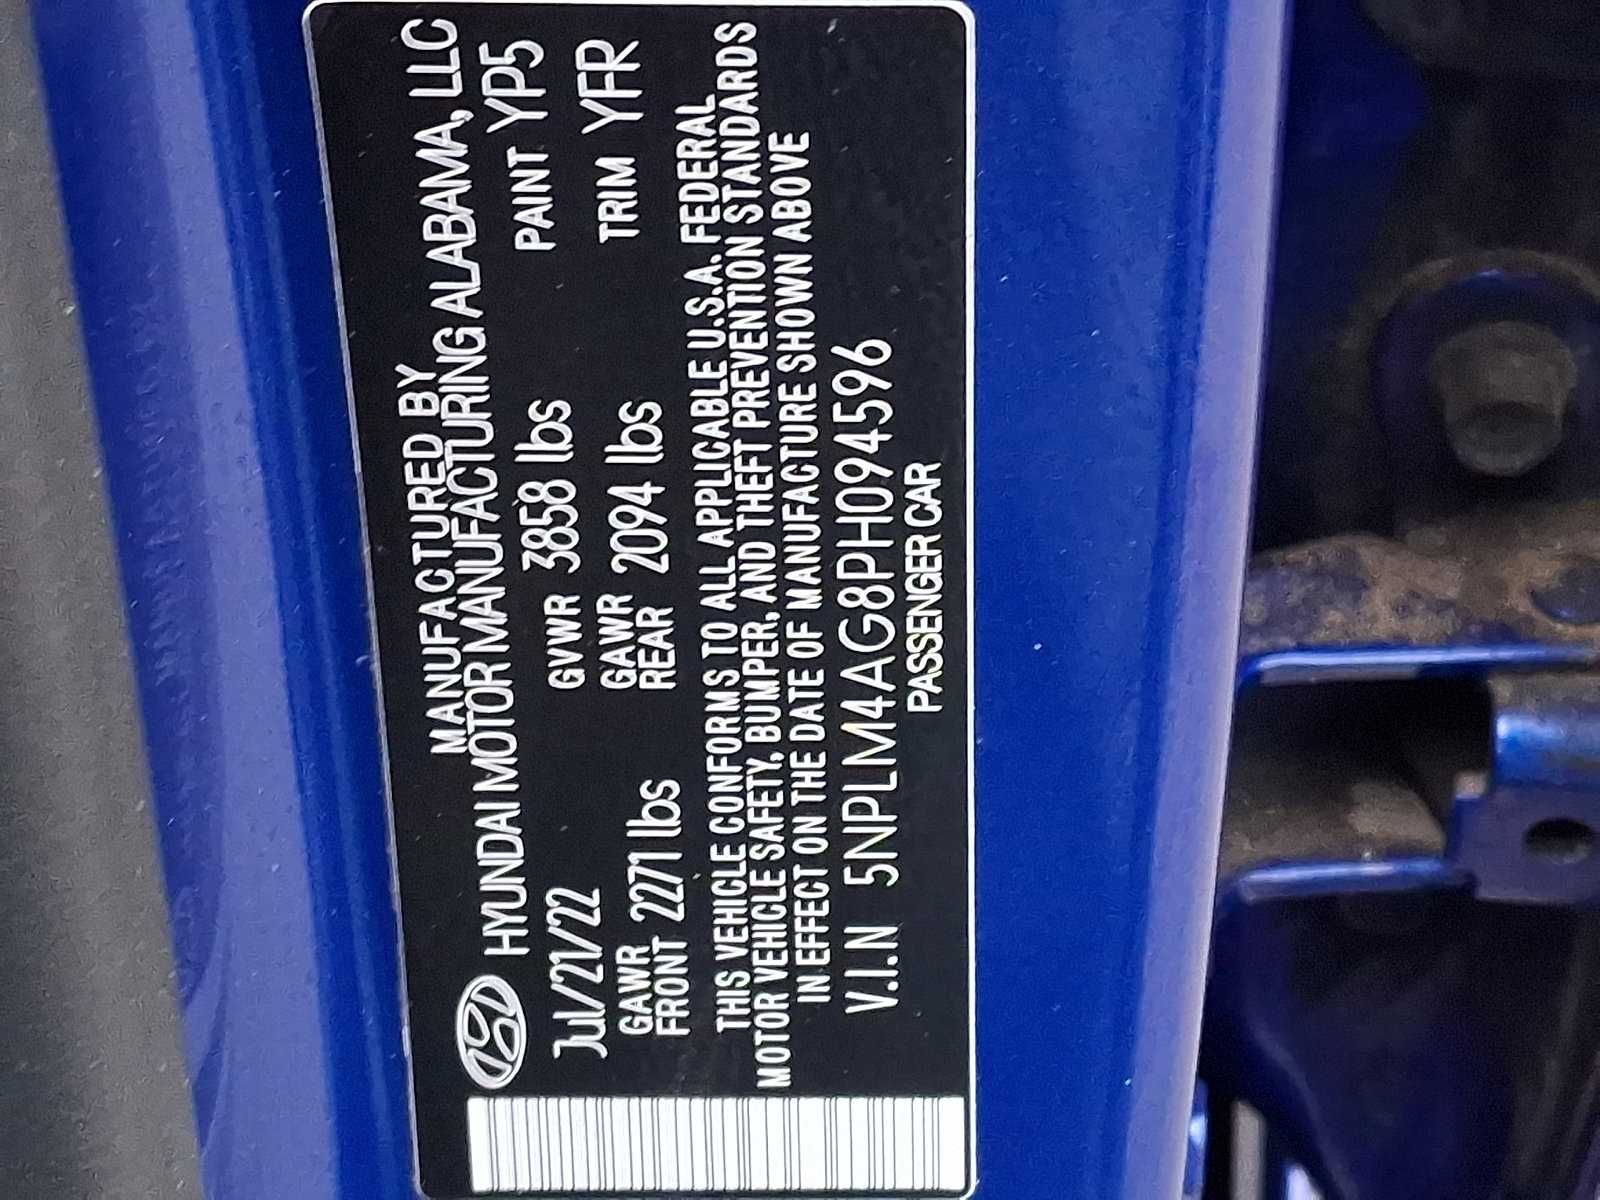 MANUFACTURED BY
HYUNDAI MOTOR MANUFACTURING ALABAMA, LLC
Jul/21/22 GVWR 3858 lbs PAINT YP5
GAWR FRONT 2271 lbs GAWR REAR 2094 lbs TRIM YFR
THIS VEHICLE CONFORMS TO ALL APPLICABLE U.S.A. FEDERAL
MOTOR VEHICLE SAFETY, BUMPER, AND THEFT PREVENTION STANDARDS
IN EFFECT ON THE DATE OF MANUFACTURE SHOWN ABOVE
V.I.N 5NPLM4AG8PH094596
PASSENGER CAR